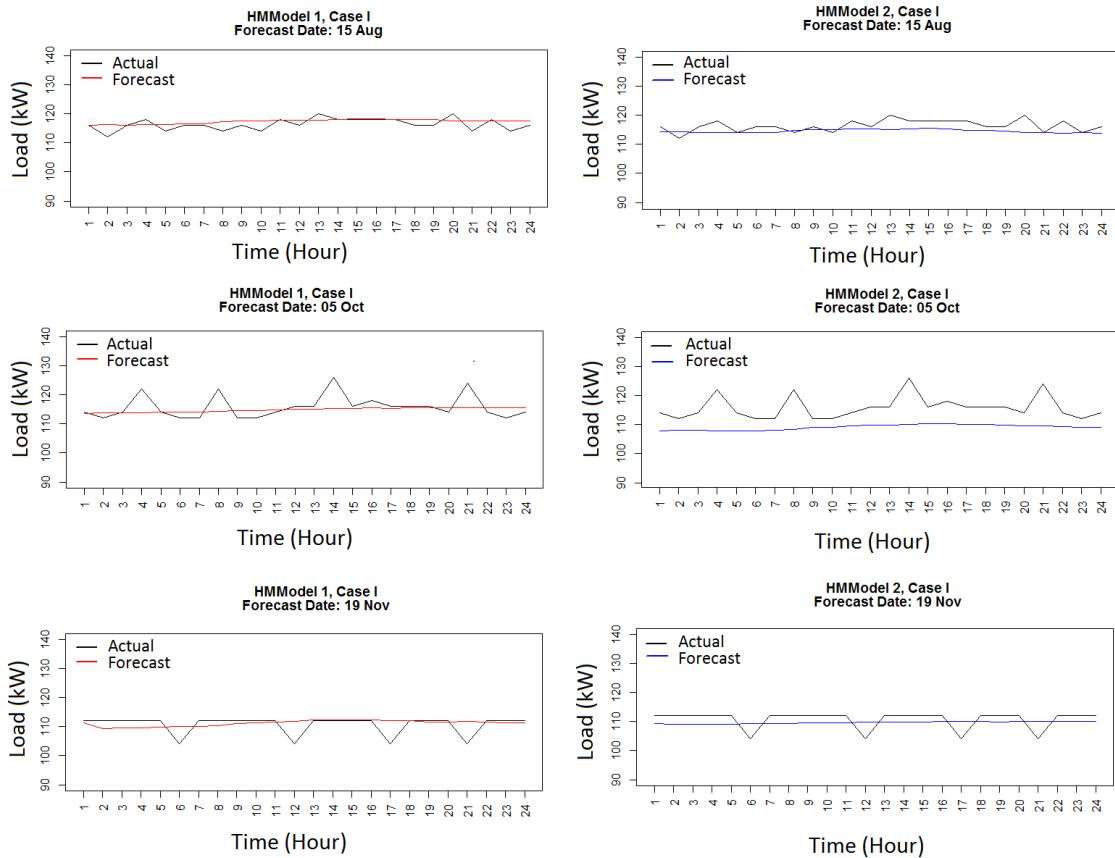 HMModel 1, Case I
Forecast Date: 15 Aug
Actual
Forecast
Load (kW)
90 100 110 120 130 140
1 2 3 4 5 6 7 8 9 10 11 12 13 14 15 16 17 18 19 20 21 22 23 24
Time (Hour)
HMModel 2, Case I
Forecast Date: 15 Aug
Actual
Forecast
Load (kW)
90 100 110 120 130 140
1 2 3 4 5 6 7 8 9 10 11 12 13 14 15 16 17 18 19 20 21 22 23 24
Time (Hour)
HMModel 1, Case I
Forecast Date: 05 Oct
Actual
Forecast
Load (kW)
90 100 110 120 130 140
1 2 3 4 5 6 7 8 9 10 11 12 13 14 15 16 17 18 19 20 21 22 23 24
Time (Hour)
HMModel 2, Case I
Forecast Date: 05 Oct
Actual
Forecast
Load (kW)
90 100 110 120 130 140
1 2 3 4 5 6 7 8 9 10 11 12 13 14 15 16 17 18 19 20 21 22 23 24
Time (Hour)
HMModel 1, Case I
Forecast Date: 19 Nov
Actual
Forecast
Load (kW)
90 100 110 120 130 140
1 2 3 4 5 6 7 8 9 10 11 12 13 14 15 16 17 18 19 20 21 22 23 24
Time (Hour)
HMModel 2, Case I
Forecast Date: 19 Nov
Actual
Forecast
Load (kW)
90 100 110 120 130 140
1 2 3 4 5 6 7 8 9 10 11 12 13 14 15 16 17 18 19 20 21 22 23 24
Time (Hour)